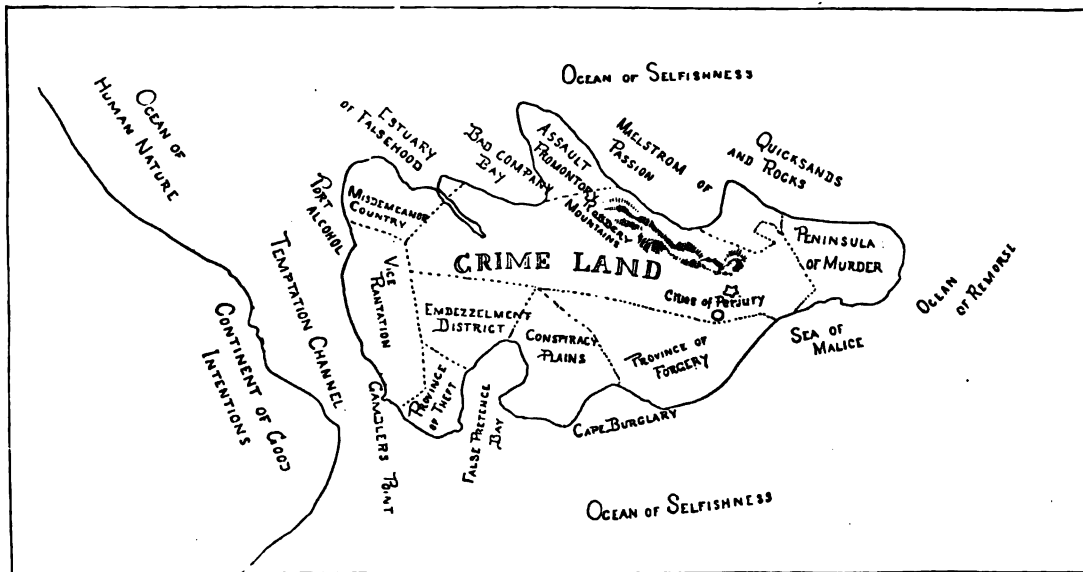 OCEAN OF SELFISHNESS
OCEAN OF
HUMAN NATURE
ESTUARY
OF FALSEHOOD
BAD COMPANY
BAY
ASSAULT
PROMONTORY
MAELSTROM OF
PASSION
QUICKSANDS
AND ROCKS
PORT
ALCOHOL
MISDEMEANOR
COUNTRY
ROBBERY
MOUNTAINS
PENINSULA
OF MURDER
CRIME LAND
VICE
PLANTATION
TEMPTATION CHANNEL
CONTINENT OF GOOD
INTENTIONS
EMBEZZELMENT
DISTRICT
CITIES OF PERJURY
OCEAN
OF REMORSE
CONSPIRACY
PLAINS
PROVINCE OF
FORGERY
SEA OF
MALICE
GAMBLERS POINT
PROVINCE
OF THEFT
FALSE PRETENCE
BAY
CAPE BURGLARY
OCEAN OF SELFISHNESS